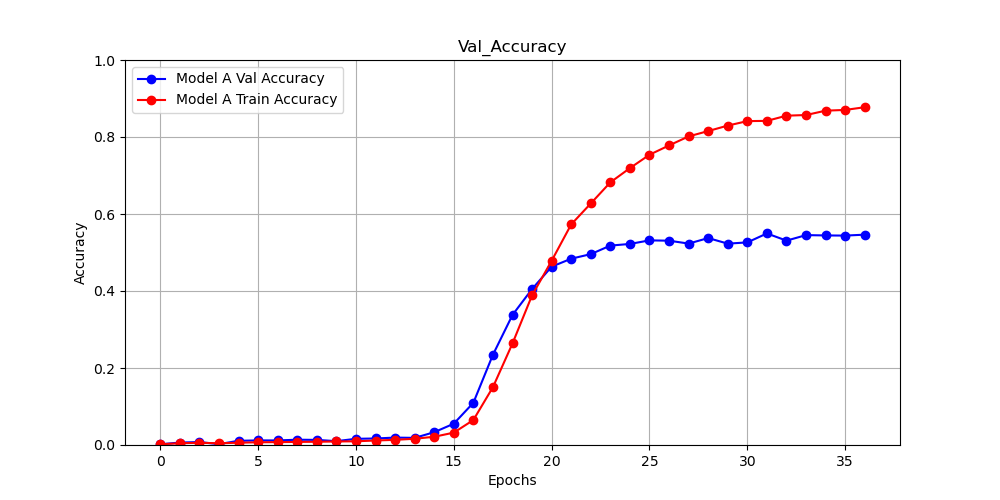 Val_Accuracy
Model A Val Accuracy
Model A Train Accuracy
Accuracy
1.0
0.8
0.6
0.4
0.2
0.0
0 5 10 15 20 25 30 35
Epochs